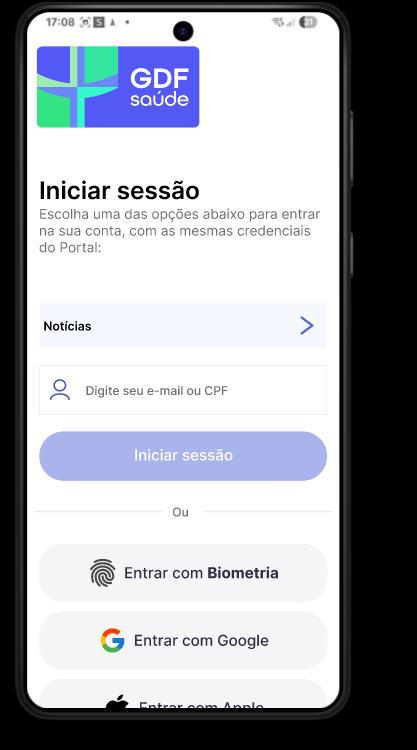 17:08 S 31
GDF
saúde
Iniciar sessão
Escolha uma das opções abaixo para entrar
na sua conta, com as mesmas credenciais
do Portal:
Notícias
Digite seu e-mail ou CPF
Iniciar sessão
Ou
Entrar com Biometria
Entrar com Google
Entrar com Apple